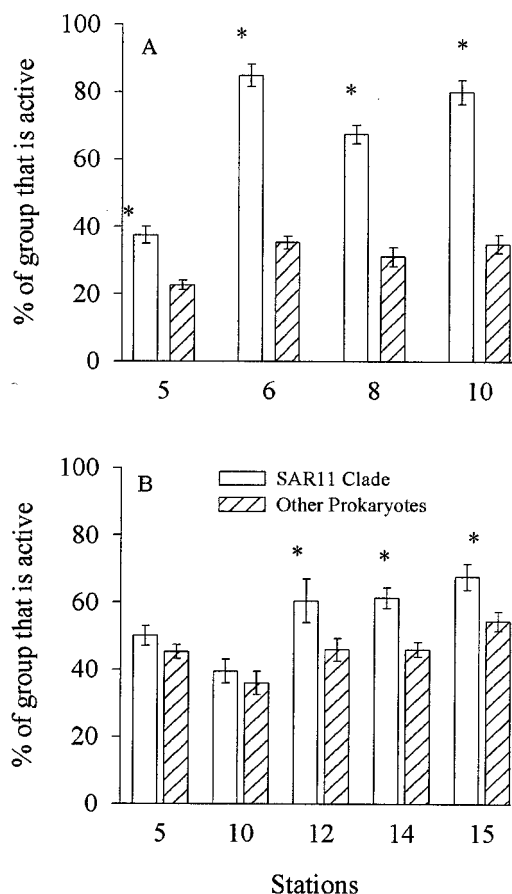 A
% of group that is active
100
80
60
40
20
0
*
*
*
*
5 6 8 10
B
SAR11 Clade
Other Prokaryotes
% of group that is active
100
80
60
40
20
0
*
*
*
5 10 12 14 15
Stations